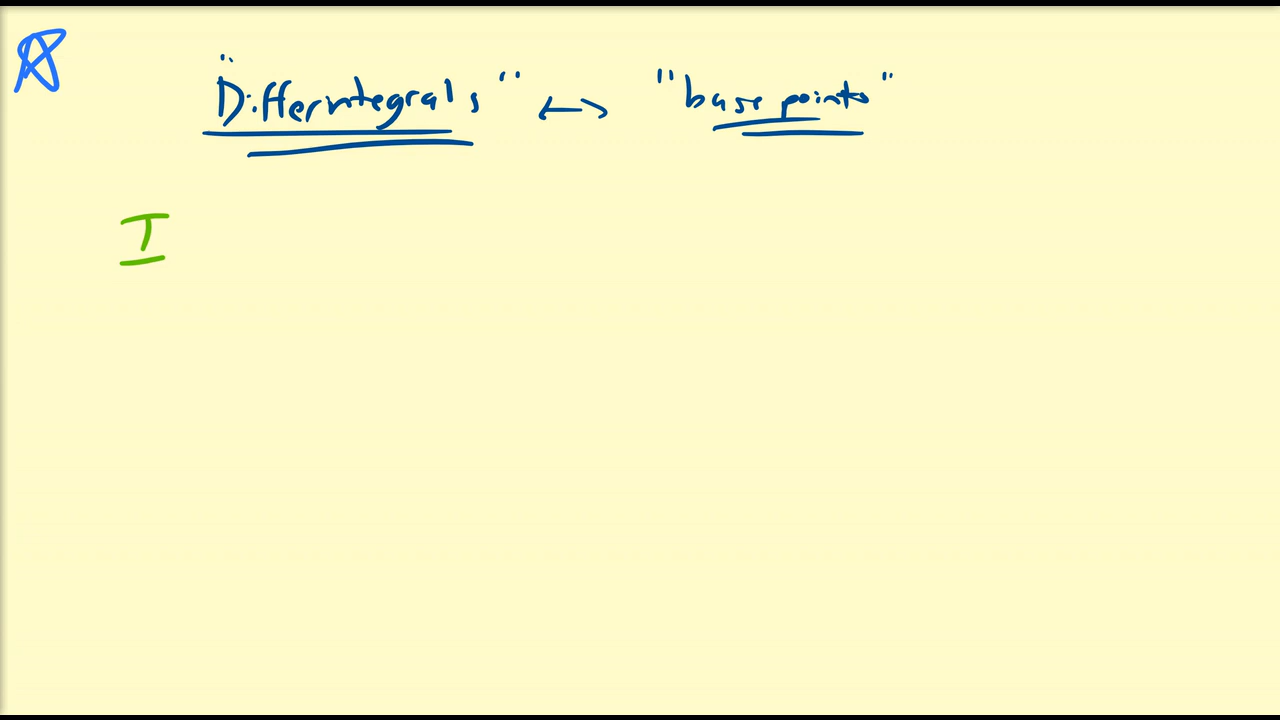 "Differintegrals" ↔ "base points"
I